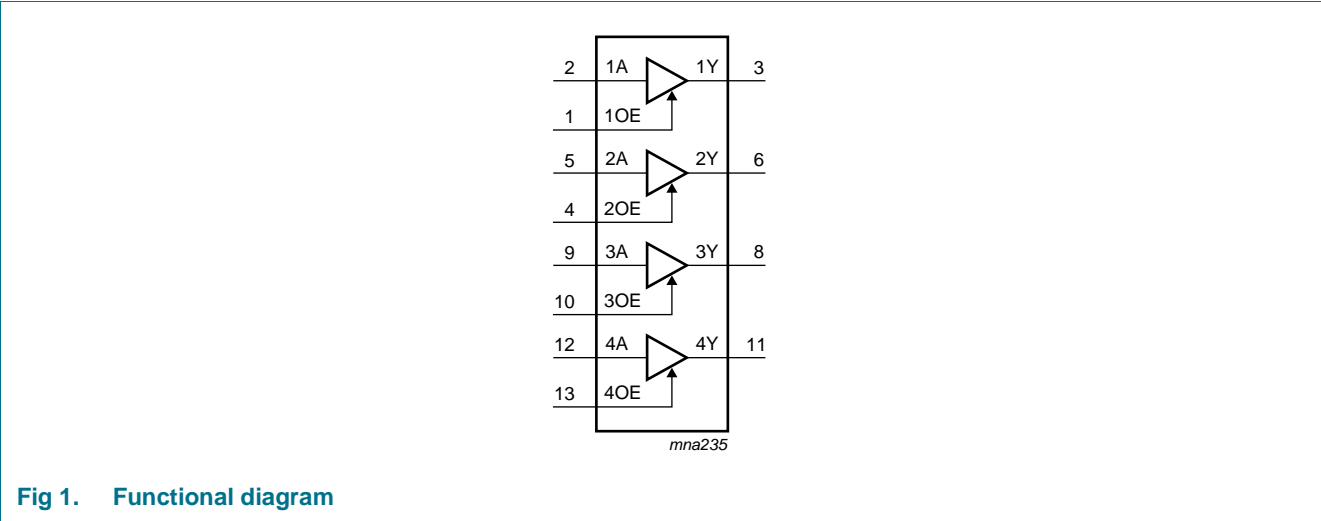 2 1A 1Y 3
1 1OE
5 2A 2Y 6
4 2OE
9 3A 3Y 8
10 3OE
12 4A 4Y 11
13 4OE
mna235
Fig 1. Functional diagram